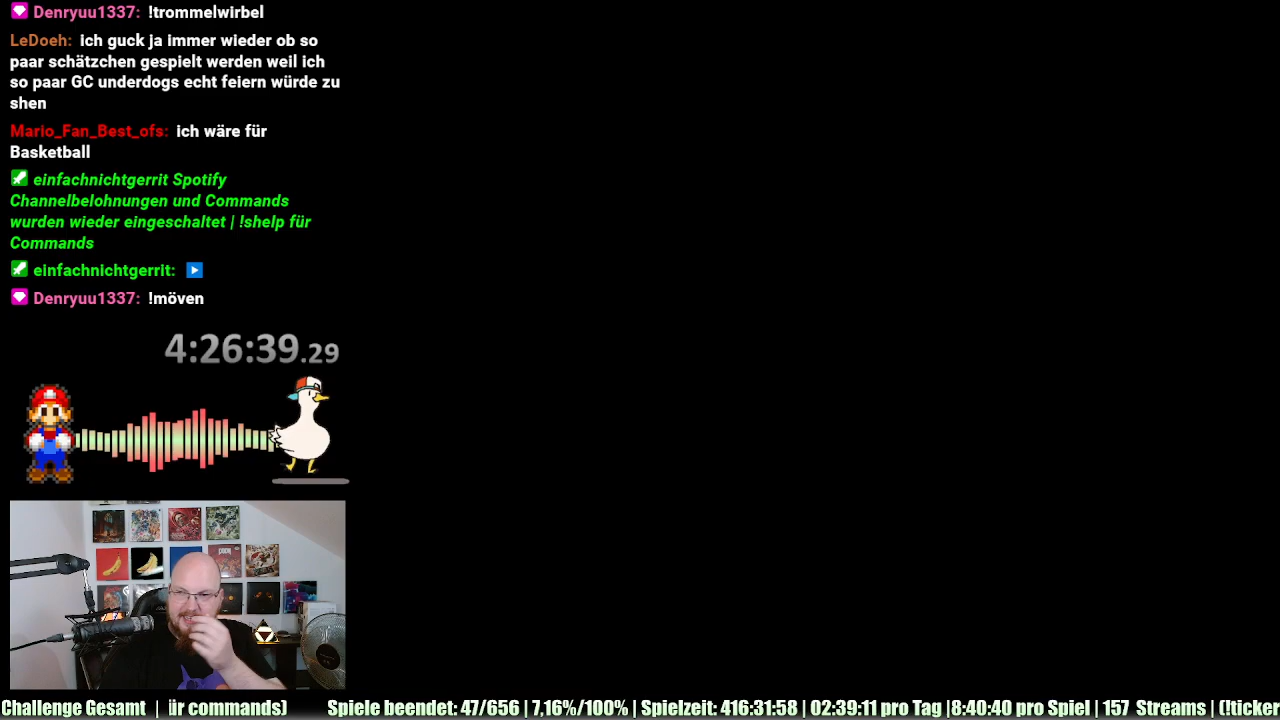 Denryuu1337: !trommelwirbel
LeDoeh: ich guck ja immer wieder ob so
paar schätzchen gespielt werden weil ich
so paar GC underdogs echt feiern würde zu
shen
Mario_Fan_Best_ofs: ich wäre für
Basketball
einfachnichtgerrit Spotify
Channelbelohnungen und Commands
wurden wieder eingeschaltet | !shelp für
Commands
einfachnichtgerrit:
Denryuu1337: !möven
4:26:39.29
Challenge Gesamt | ür commands) Spiele beendet: 47/656 | 7,16%/100% | Spielzeit: 416:31:58 | 02:39:11 pro Tag |8:40:40 pro Spiel | 157 Streams | (!ticker